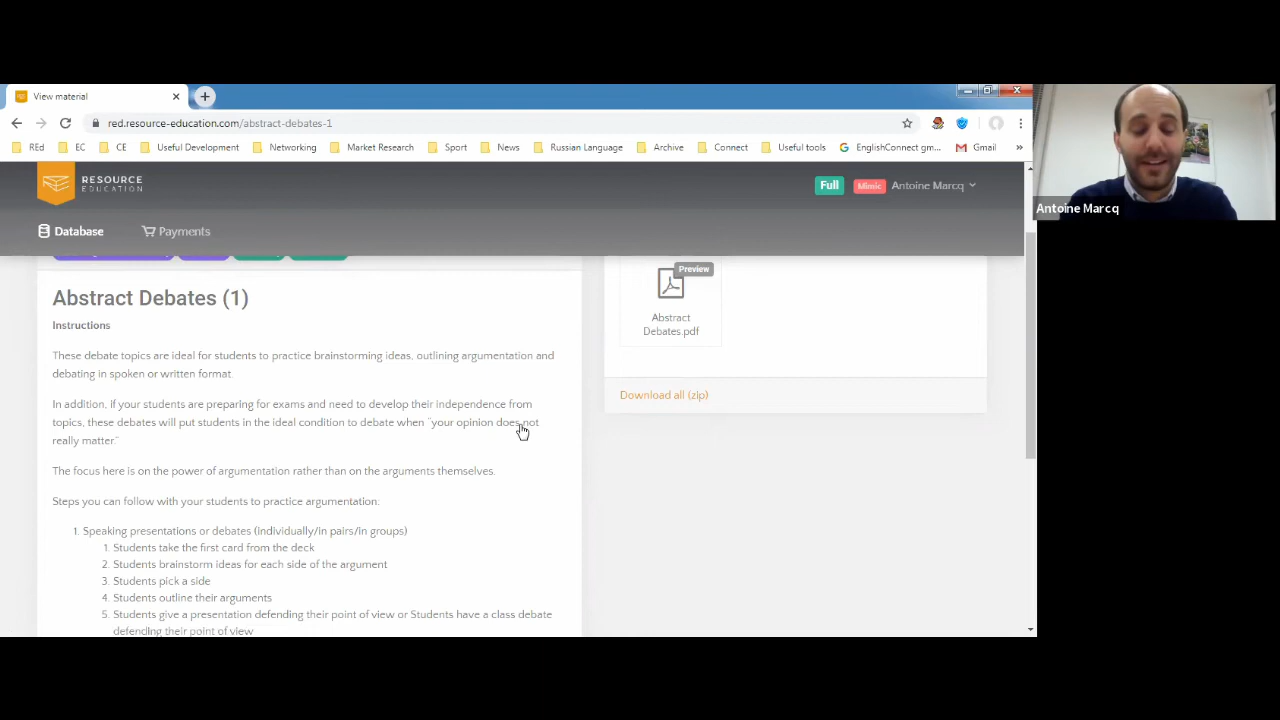 View material
red.resource-education.com/abstract-debates-1
REd EC CE Useful Development Networking Market Research Sport News Russian Language Archive Connect Useful tools EnglishConnect gm... Gmail »
RESOURCE
EDUCATION
Full Mimic Antoine Marcq
Antoine Marcq
Database Payments
Preview
Abstract
Debates.pdf
Download all (zip)
Abstract Debates (1)
Instructions
These debate topics are ideal for students to practice brainstorming ideas, outlining argumentation and
debating in spoken or written format.
In addition, if your students are preparing for exams and need to develop their independence from
topics, these debates will put students in the ideal condition to debate when "your opinion does not
really matter."
The focus here is on the power of argumentation rather than on the arguments themselves.
Steps you can follow with your students to practice argumentation:
1. Speaking presentations or debates (individually/in pairs/in groups)
1. Students take the first card from the deck
2. Students brainstorm ideas for each side of the argument
3. Students pick a side
4. Students outline their arguments
5. Students give a presentation defending their point of view or Students have a class debate
defending their point of view